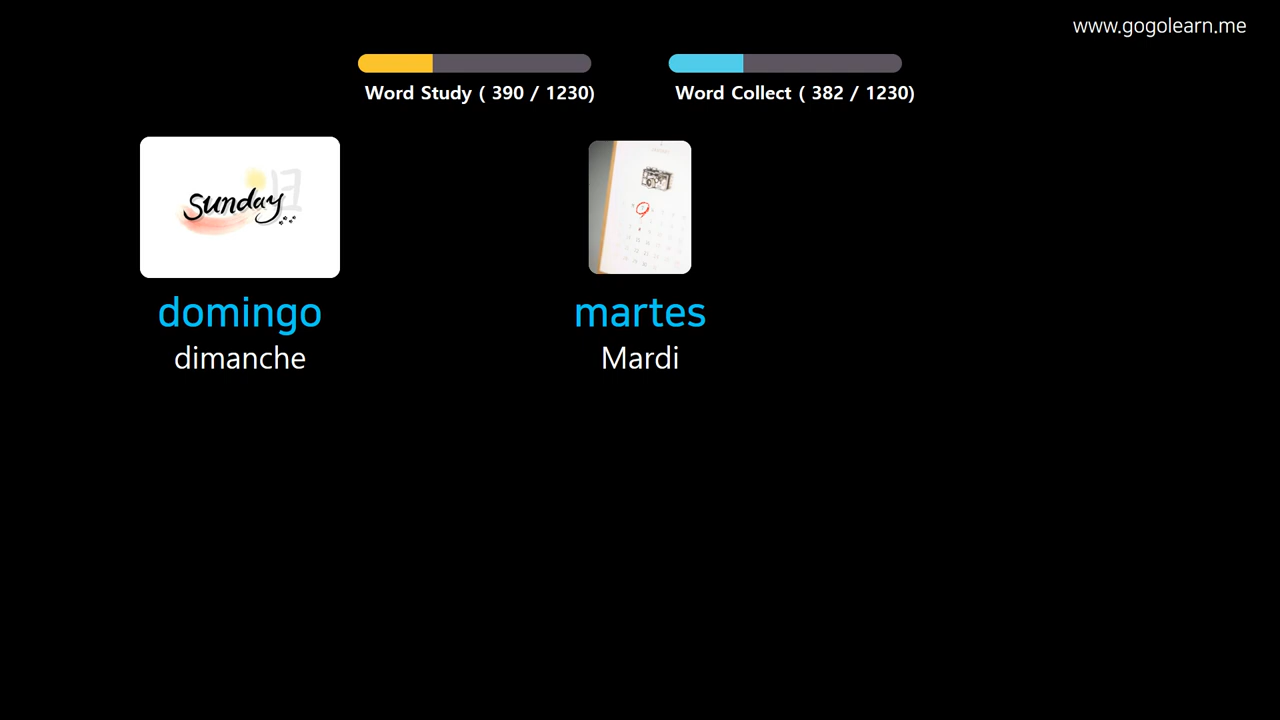 www.gogolearn.me
Word Study ( 390 / 1230)
Word Collect ( 382 / 1230)
sunday
domingo
dimanche
martes
Mardi